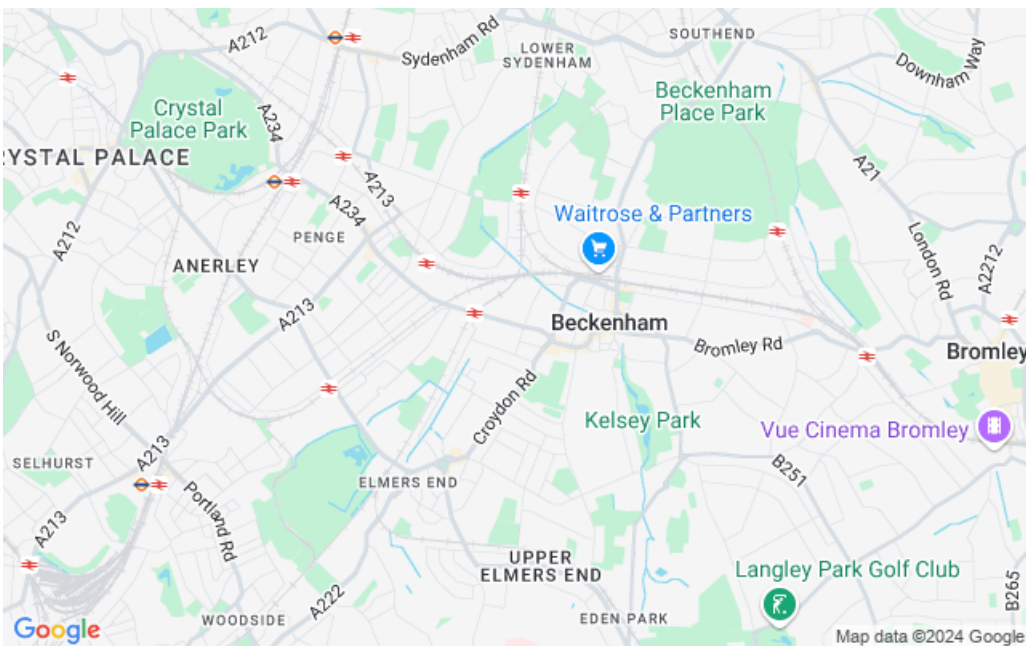 A212
Sydenham Rd
LOWER
SYDENHAM
SOUTHEND
Downham Way
Crystal
Palace Park
A234
Beckenham
Place Park
RYSTAL PALACE
A213
A21
A234
Waitrose & Partners
A212
PENGE
London Rd
A2212
ANERLEY
A213
Beckenham
Bromley Rd
Bromley
S Norwood Hill
Croydon Rd
Kelsey Park
Vue Cinema Bromley
A213
SELHURST
B251
ELMERS END
Portland Rd
A213
UPPER
ELMERS END
Langley Park Golf Club
B265
A222
WOODSIDE
EDEN PARK
Google
Map data ©2024 Google